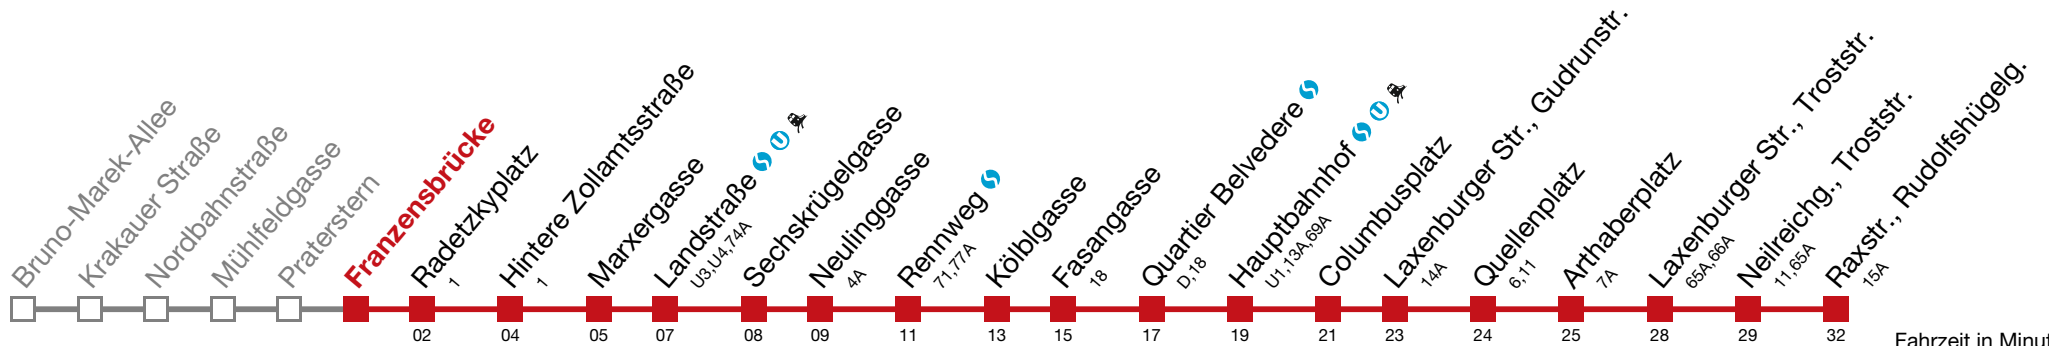 Bruno-Marek-Allee
Krakauer Straße
Nordbahnstraße
Mühlfeldgasse
Praterstern
Franzensbrücke
Radetzkyplatz
1
02
Hintere Zollamtsstraße
1
04
Marxergasse
05
Landstraße
U3,U4,74A
07
Sechskrügelgasse
08
Neulinggasse
4A
09
Rennweg
71,77A
11
Kölblgasse
13
Fasangasse
18
15
Quartier Belvedere
D,18
17
Hauptbahnhof
U1,13A,69A
19
Columbusplatz
21
Laxenburger Str., Gudrunstr.
14A
23
Quellenplatz
6,11
24
Arthaberplatz
7A
25
Laxenburger Str., Troststr.
65A,66A
28
Neilreichg., Troststr.
11,65A
29
Raxstr., Rudolfshügelg.
15A
32
Fahrzeit in Minut